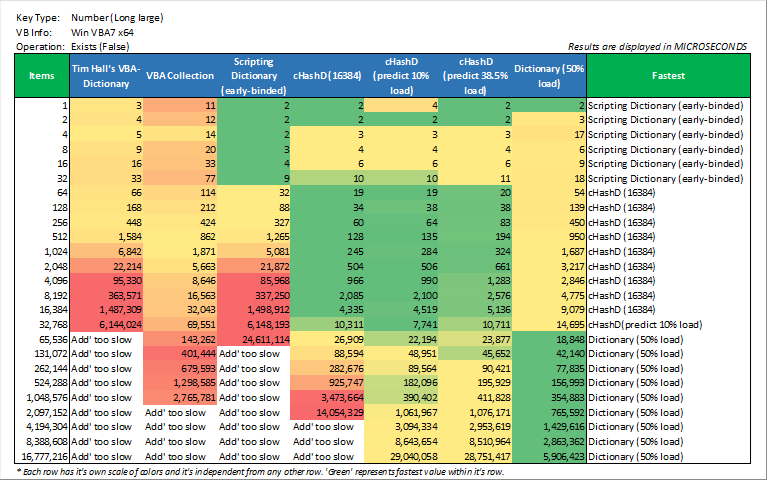 Key Type: Number (Long large)
VB Info: Win VBA7 x64
Operation: Exists (False)
Results are displayed in MICROSECONDS
Items Tim Hall's VBA-Dictionary VBA Collection Scripting Dictionary (early-binded) cHashD (16384) cHashD (predict 10% load) cHashD (predict 38.5% load) Dictionary (50% load) Fastest
1 3 11 2 2 4 2 2 Scripting Dictionary (early-binded)
2 4 12 2 2 2 2 3 Scripting Dictionary (early-binded)
4 5 14 2 3 3 3 17 Scripting Dictionary (early-binded)
8 9 20 3 4 4 4 6 Scripting Dictionary (early-binded)
16 16 33 4 6 6 6 9 Scripting Dictionary (early-binded)
32 33 77 9 10 10 11 18 Scripting Dictionary (early-binded)
64 66 114 32 19 19 20 54 cHashD (16384)
128 168 212 88 34 38 38 139 cHashD (16384)
256 448 424 327 60 64 83 450 cHashD (16384)
512 1,584 862 1,265 128 135 194 950 cHashD (16384)
1,024 6,842 1,871 5,081 245 284 324 1,687 cHashD (16384)
2,048 22,214 5,663 21,872 504 506 661 3,217 cHashD (16384)
4,096 95,330 8,646 85,968 966 990 1,283 2,846 cHashD (16384)
8,192 363,571 16,563 337,250 2,085 2,100 2,576 4,775 cHashD (16384)
16,384 1,487,309 32,043 1,498,912 4,335 4,519 5,136 9,079 cHashD (16384)
32,768 6,144,024 69,551 6,148,193 10,311 7,741 10,711 14,695 cHashD(predict 10% load)
65,536 Add' too slow 143,262 24,611,114 26,909 22,194 23,877 18,848 Dictionary (50% load)
131,072 Add' too slow 401,444 Add' too slow 88,594 48,951 45,652 42,140 Dictionary (50% load)
262,144 Add' too slow 679,593 Add' too slow 282,676 89,564 90,421 77,835 Dictionary (50% load)
524,288 Add' too slow 1,298,585 Add' too slow 925,747 182,096 195,929 156,993 Dictionary (50% load)
1,048,576 Add' too slow 2,765,781 Add' too slow 3,473,664 390,402 411,828 354,883 Dictionary (50% load)
2,097,152 Add' too slow Add' too slow Add' too slow 14,054,329 1,061,967 1,076,171 765,592 Dictionary (50% load)
4,194,304 Add' too slow Add' too slow Add' too slow Add' too slow 3,094,334 2,953,619 1,429,616 Dictionary (50% load)
8,388,608 Add' too slow Add' too slow Add' too slow Add' too slow 8,643,654 8,510,964 2,863,362 Dictionary (50% load)
16,777,216 Add' too slow Add' too slow Add' too slow Add' too slow 29,040,058 28,751,417 5,906,423 Dictionary (50% load)
* Each row has it's own scale of colors and it's independent from any other row. 'Green' represents fastest value within it's row.